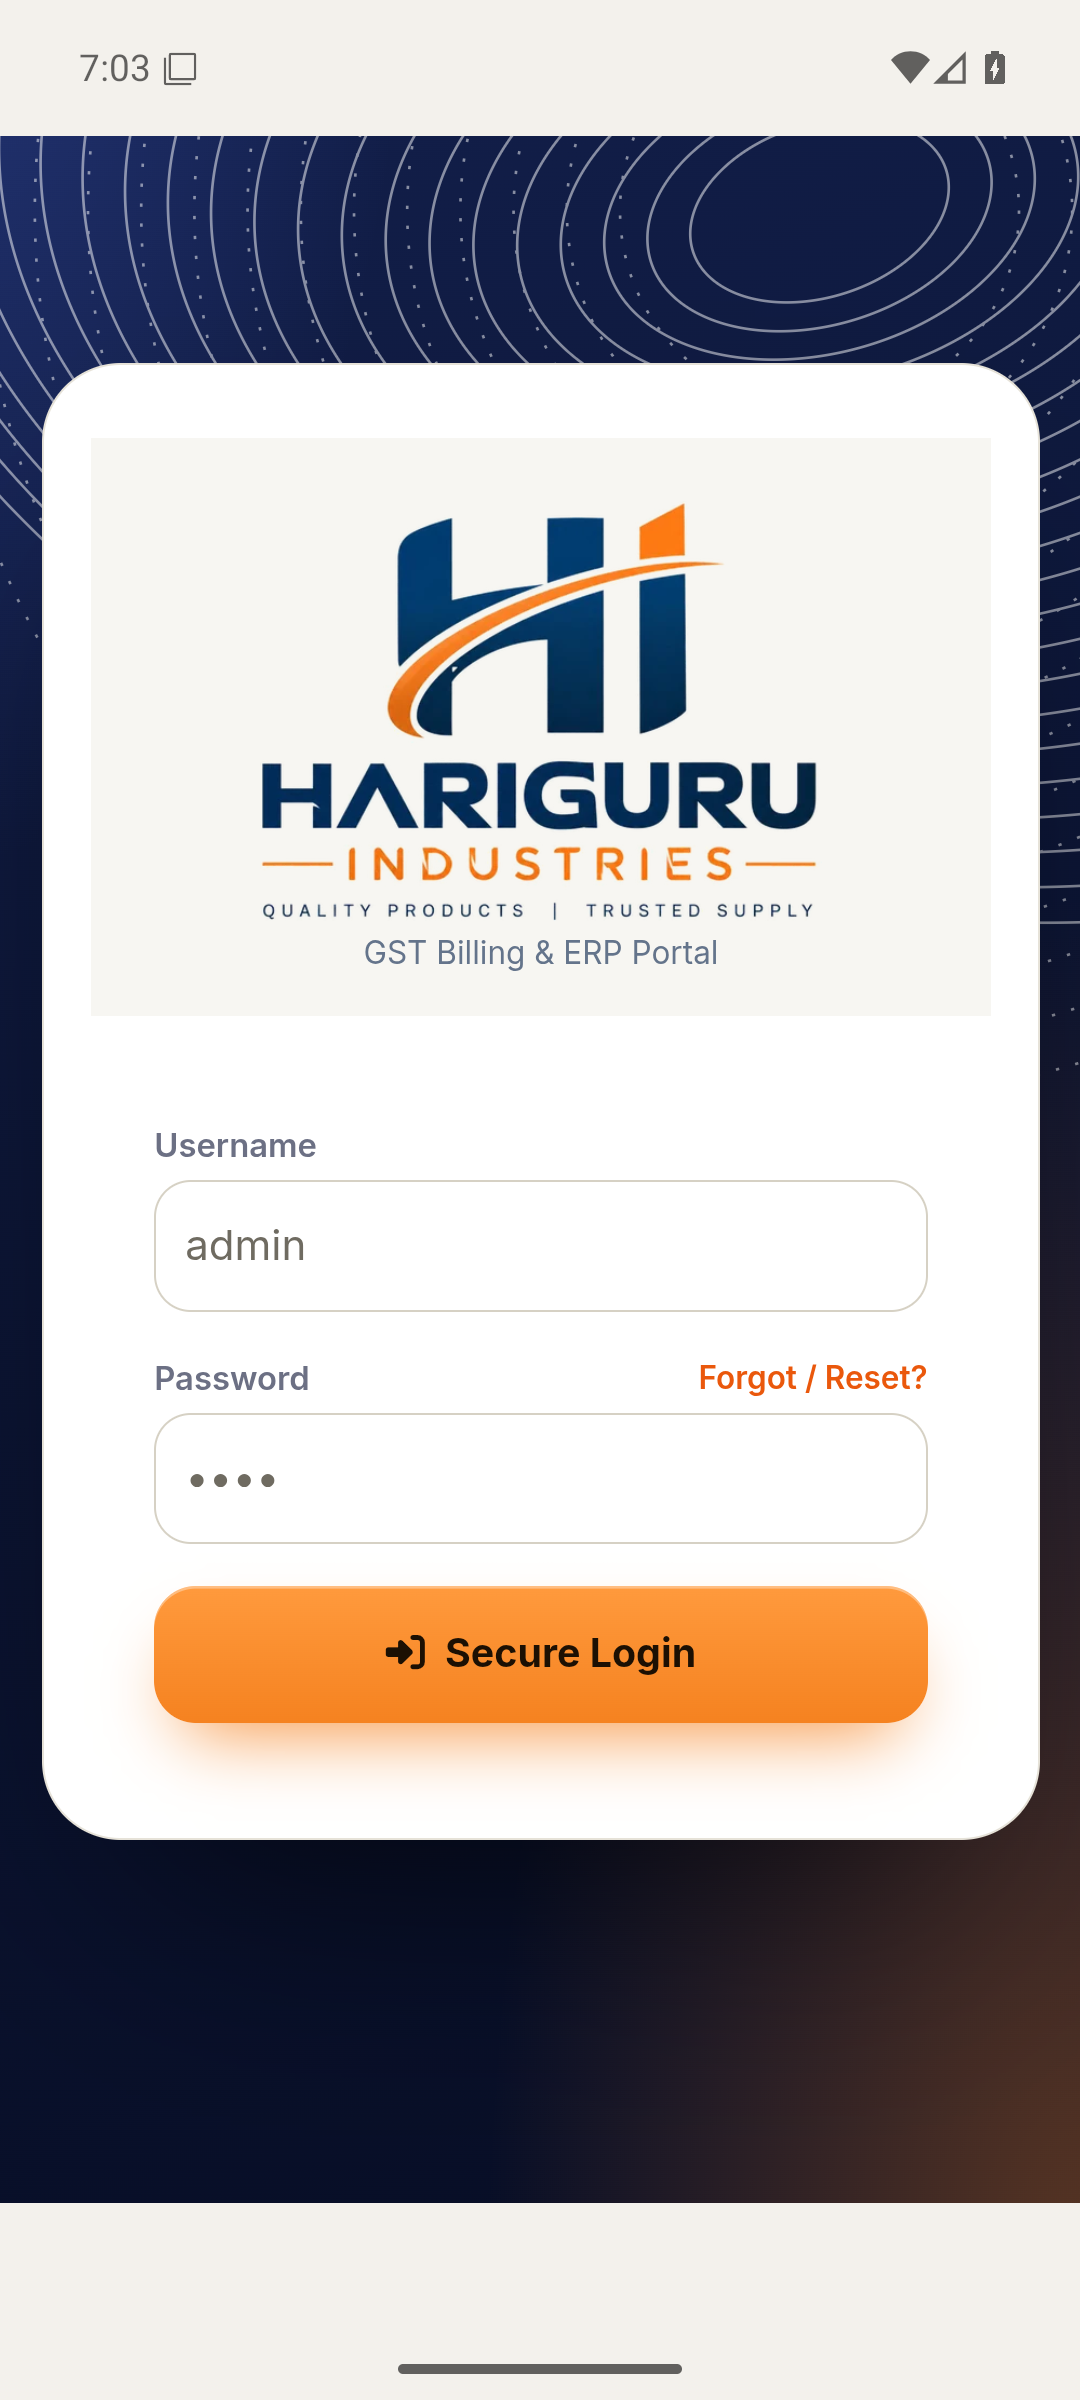 7:03
HI
HARIGURU
INDUSTRIES
QUALITY PRODUCTS | TRUSTED SUPPLY
GST Billing & ERP Portal
Username
admin
Password
Forgot / Reset?
••••
Secure Login